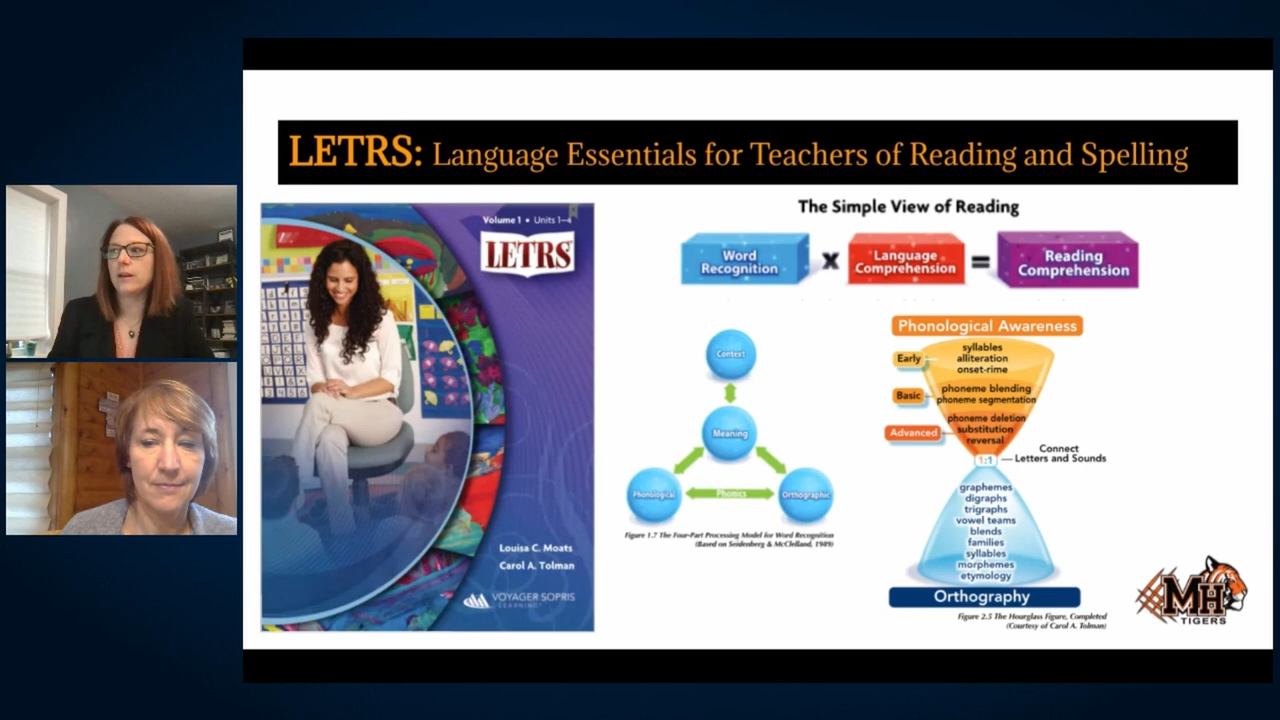 LETRS: Language Essentials for Teachers of Reading and Spelling
Volume 1 • Units 1–4
LETRS
Louisa C. Moats
Carol A. Tolman
VOYAGER SOPRIS
LEARNING
The Simple View of Reading
Word
Recognition
x
Language
Comprehension
=
Reading
Comprehension
Context
Meaning
Phonological
Phonics
Orthographic
Figure 1.7 The Four-Part Processing Model for Word Recognition
(Based on Seidenberg & McClelland, 1989)
Phonological Awareness
Early
syllables
alliteration
onset-rime
Basic
phoneme blending
phoneme segmentation
Advanced
phoneme deletion
substitution
reversal
1:1
Connect
Letters and Sounds
graphemes
digraphs
trigraphs
vowel teams
blends
families
syllables
morphemes
etymology
Orthography
Figure 2.5 The Hourglass Figure, Completed
(Courtesy of Carol A. Tolman)
MH
TIGERS